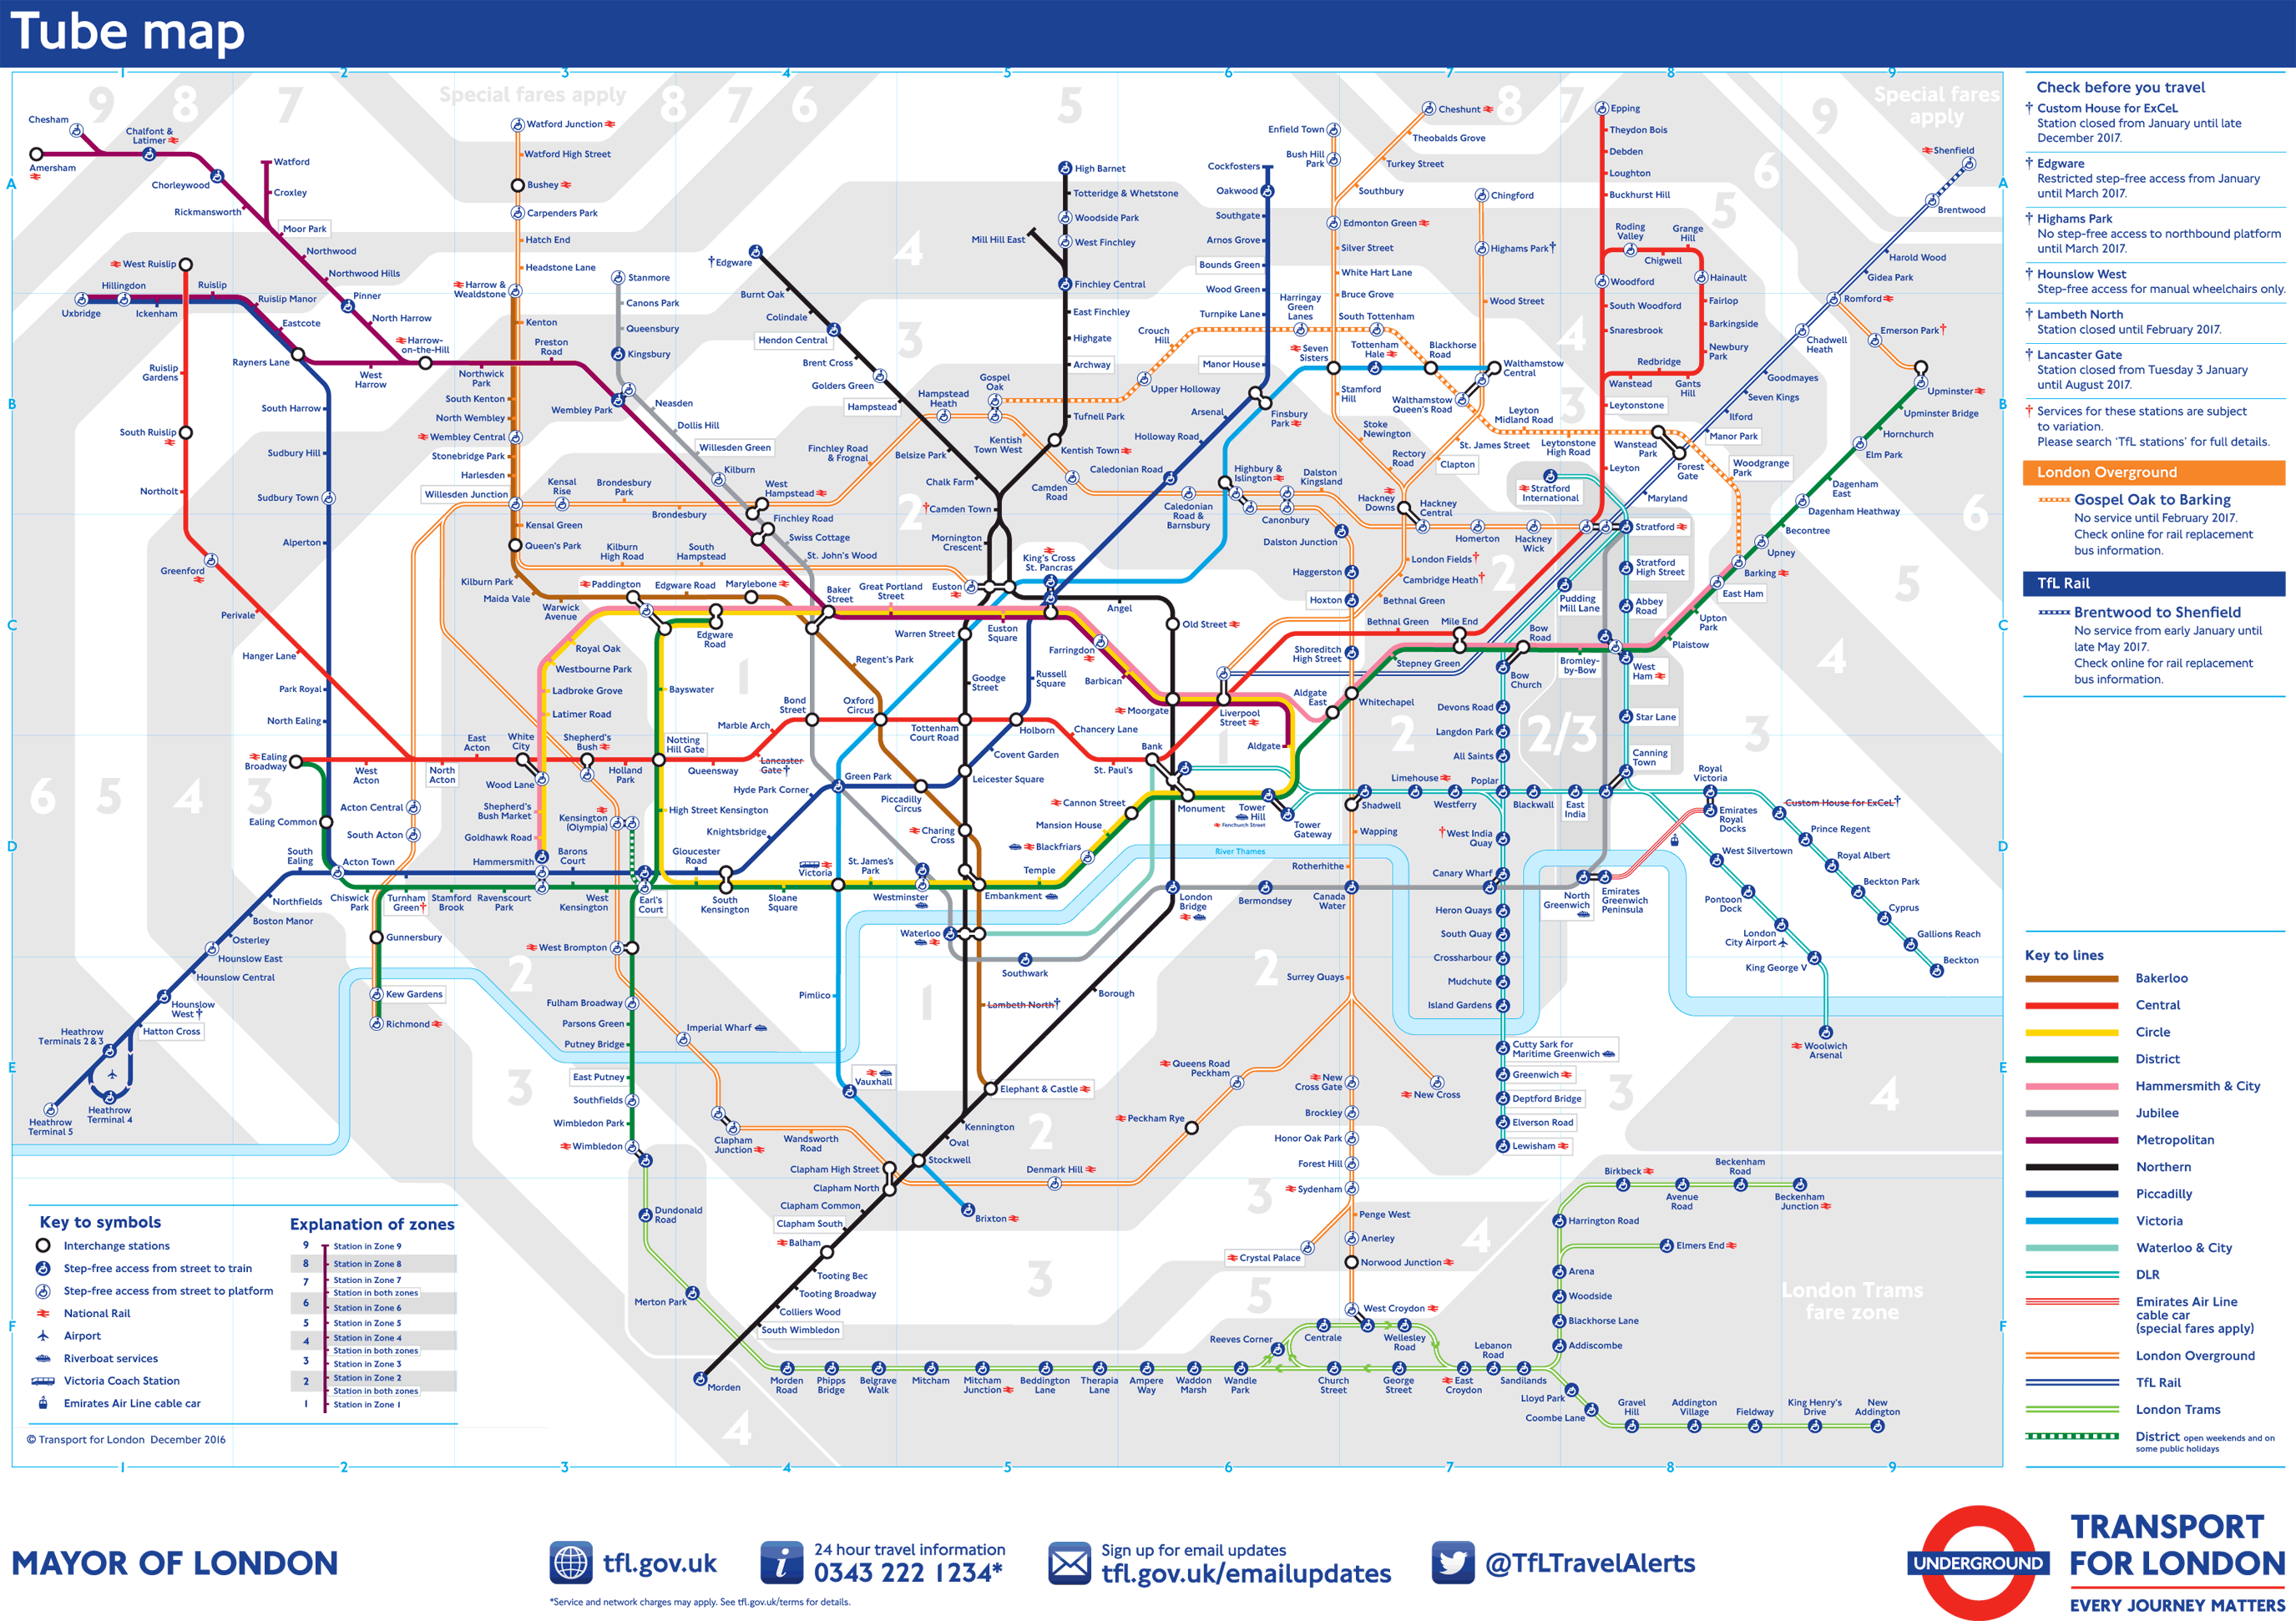 Tube map
1
2
3
4
5
6
7
8
9
A
B
C
D
E
F
9
8
7
Special fares apply
8
7
6
5
8
7
9
Special fares
apply
6
5
4
3
2
1
Chesham
Chalfont &
Latimer
Amersham
Chorleywood
Rickmansworth
Watford
Croxley
Moor Park
Northwood
Northwood Hills
Pinner
North Harrow
Harrow-
on-the-Hill
West Ruislip
Hillingdon
Uxbridge
Ickenham
Ruislip
Ruislip Manor
Eastcote
Rayners Lane
West
Harrow
Northwick
Park
Preston
Road
Ruislip
Gardens
South Ruislip
Northolt
Greenford
Perivale
Hanger Lane
South Harrow
Sudbury Hill
Sudbury Town
Alperton
Park Royal
North Ealing
Ealing
Broadway
Ealing Common
South
Ealing
Acton Town
Northfields
Boston Manor
Osterley
Hounslow East
Hounslow Central
Hounslow
West †
Hatton Cross
Heathrow
Terminals 2 & 3
Heathrow
Terminal 4
Heathrow
Terminal 5
Watford Junction
Watford High Street
Bushey
Carpenders Park
Hatch End
Headstone Lane
Harrow &
Wealdstone
Kenton
South Kenton
North Wembley
Wembley Central
Stonebridge Park
Harlesden
Willesden Junction
Kensal Green
Queen's Park
Kilburn Park
Maida Vale
Warwick
Avenue
Paddington
Edgware Road
Marylebone
Baker
Street
Stanmore
Canons Park
Queensbury
Kingsbury
Wembley Park
Neasden
Dollis Hill
Willesden Green
Kilburn
West
Hampstead
Finchley Road
Swiss Cottage
St. John's Wood
Kensal
Rise
Brondesbury
Park
Brondesbury
Finchley Road
& Frognal
Kilburn
High Road
South
Hampstead
† Edgware
Burnt Oak
Colindale
Hendon Central
Brent Cross
Golders Green
Hampstead
Belsize Park
Chalk Farm
†Camden Town
Mornington
Crescent
Euston
High Barnet
Totteridge & Whetstone
Woodside Park
West Finchley
Mill Hill East
Finchley Central
East Finchley
Highgate
Archway
Tufnell Park
Kentish Town
Kentish
Town West
Gospel
Oak
Hampstead
Heath
Camden
Road
Upper Holloway
Crouch
Hill
Cockfosters
Oakwood
Southgate
Arnos Grove
Bounds Green
Wood Green
Turnpike Lane
Manor House
Finsbury
Park
Arsenal
Holloway Road
Caledonian Road
King's Cross
St. Pancras
Caledonian
Road &
Barnsbury
Highbury &
Islington
Canonbury
Dalston
Kingsland
Dalston Junction
Haggerston
Hoxton
Shoreditch
High Street
Enfield Town
Bush Hill
Park
Cheshunt
Theobalds Grove
Turkey Street
Southbury
Edmonton Green
Silver Street
White Hart Lane
Bruce Grove
Harringay
Green
Lanes
South Tottenham
Seven
Sisters
Tottenham
Hale
Blackhorse
Road
Walthamstow
Central
Stamford
Hill
Stoke
Newington
Rectory
Road
Hackney
Downs
Hackney
Central
Clapton
St. James Street
Walthamstow
Queen's Road
Chingford
Highams Park†
Wood Street
Leyton
Midland Road
Leytonstone
High Road
Wanstead
Park
Woodgrange
Park
Homerton
Hackney
Wick
London Fields†
Cambridge Heath†
Bethnal Green
Epping
Theydon Bois
Debden
Loughton
Buckhurst Hill
Roding
Valley
Chigwell
Grange
Hill
Woodford
Hainault
Fairlop
Barkingside
Newbury
Park
South Woodford
Snaresbrook
Redbridge
Wanstead
Gants
Hill
Leytonstone
Leyton
Stratford
International
Stratford
Shenfield
Brentwood
Harold Wood
Gidea Park
Romford
Emerson Park†
Chadwell
Heath
Goodmayes
Seven Kings
Ilford
Manor Park
Forest
Gate
Maryland
Upminster
Upminster Bridge
Hornchurch
Elm Park
Dagenham
East
Dagenham Heathway
Becontree
Upney
Barking
East Ham
Upton
Park
Plaistow
West
Ham
Bromley-
by-Bow
Bow
Road
Bow
Church
Mile End
Bethnal Green
Stepney Green
Whitechapel
Aldgate
East
Aldgate
Liverpool
Street
Moorgate
Barbican
Farringdon
Old Street
Angel
Euston
Square
Great Portland
Street
Warren Street
Goodge
Street
Russell
Square
Regent's Park
Edgware
Road
Royal Oak
Westbourne Park
Ladbroke Grove
Latimer Road
Bayswater
Marble Arch
Bond
Street
Oxford
Circus
Tottenham
Court Road
Holborn
Chancery Lane
St. Paul's
Bank
Covent Garden
Leicester Square
Piccadilly
Circus
Green Park
Hyde Park Corner
Knightsbridge
Lancaster
Gate†
Queensway
Notting
Hill Gate
Holland
Park
Shepherd's
Bush
White
City
Wood Lane
East
Acton
North
Acton
West
Acton
Acton Central
South Acton
Shepherd's
Bush Market
Goldhawk Road
Hammersmith
Kensington
(Olympia)
High Street Kensington
Barons
Court
Gloucester
Road
Earl's
Court
South
Kensington
Sloane
Square
Victoria
St. James's
Park
Westminster
Embankment
Temple
Blackfriars
Mansion House
Cannon Street
Monument
Tower
Hill
Fenchurch Street
Tower
Gateway
Charing
Cross
Chiswick
Park
Turnham
Green†
Stamford
Brook
Ravenscourt
Park
West
Kensington
Gunnersbury
Kew Gardens
Richmond
West Brompton
Fulham Broadway
Parsons Green
Putney Bridge
East Putney
Southfields
Wimbledon Park
Wimbledon
Imperial Wharf
Clapham
Junction
Wandsworth
Road
Clapham High Street
Clapham North
Clapham Common
Clapham South
Balham
Tooting Bec
Tooting Broadway
Colliers Wood
South Wimbledon
Morden
Pimlico
Vauxhall
Stockwell
Brixton
Oval
Kennington
Elephant & Castle
Lambeth North†
Waterloo
Southwark
Borough
London
Bridge
Bermondsey
Canada
Water
Rotherhithe
Wapping
Shadwell
River Thames
Surrey Quays
Queens Road
Peckham
Peckham Rye
Denmark Hill
New
Cross Gate
New Cross
Brockley
Honor Oak Park
Forest Hill
Sydenham
Crystal Palace
Penge West
Anerley
Norwood Junction
West Croydon
Limehouse
Westferry
Poplar
Blackwall
East
India
Canning
Town
Royal
Victoria
Emirates
Royal
Docks
Custom House for ExCeL†
Prince Regent
Royal Albert
Beckton Park
Cyprus
Gallions Reach
Beckton
West Silvertown
Pontoon
Dock
London
City Airport
King George V
Woolwich
Arsenal
North
Greenwich
Emirates
Greenwich
Peninsula
Pudding
Mill Lane
Stratford
High Street
Abbey
Road
Star Lane
Devons Road
Langdon Park
All Saints
† West India
Quay
Canary Wharf
Heron Quays
South Quay
Crossharbour
Mudchute
Island Gardens
Cutty Sark for
Maritime Greenwich
Greenwich
Deptford Bridge
Elverson Road
Lewisham
2/3
Dundonald
Road
Merton Park
Morden
Road
Phipps
Bridge
Belgrave
Walk
Mitcham
Mitcham
Junction
Beddington
Lane
Therapia
Lane
Ampere
Way
Waddon
Marsh
Wandle
Park
Reeves Corner
Centrale
Wellesley
Road
Church
Street
George
Street
East
Croydon
Lebanon
Road
Sandilands
Lloyd Park
Coombe Lane
Gravel
Hill
Addington
Village
Fieldway
King Henry's
Drive
New
Addington
Addiscombe
Blackhorse Lane
Woodside
Arena
Elmers End
Harrington Road
Birkbeck
Avenue
Road
Beckenham
Road
Beckenham
Junction
London Trams
fare zone
Key to symbols
Interchange stations
Step-free access from street to train
Step-free access from street to platform
National Rail
Airport
Riverboat services
Victoria Coach Station
Emirates Air Line cable car
Explanation of zones
9 Station in Zone 9
8 Station in Zone 8
7 Station in Zone 7
Station in both zones
6 Station in Zone 6
5 Station in Zone 5
4 Station in Zone 4
Station in both zones
3 Station in Zone 3
2 Station in Zone 2
Station in both zones
1 Station in Zone 1
© Transport for London December 2016
Check before you travel
† Custom House for ExCeL
Station closed from January until late
December 2017.
† Edgware
Restricted step-free access from January
until March 2017.
† Highams Park
No step-free access to northbound platform
until March 2017.
† Hounslow West
Step-free access for manual wheelchairs only.
† Lambeth North
Station closed until February 2017.
† Lancaster Gate
Station closed from Tuesday 3 January
until August 2017.
† Services for these stations are subject
to variation.
Please search 'TfL stations' for full details.
London Overground
Gospel Oak to Barking
No service until February 2017.
Check online for rail replacement
bus information.
TfL Rail
Brentwood to Shenfield
No service from early January until
late May 2017.
Check online for rail replacement
bus information.
Key to lines
Bakerloo
Central
Circle
District
Hammersmith & City
Jubilee
Metropolitan
Northern
Piccadilly
Victoria
Waterloo & City
DLR
Emirates Air Line
cable car
(special fares apply)
London Overground
TfL Rail
London Trams
District open weekends and on
some public holidays
MAYOR OF LONDON
tfl.gov.uk
24 hour travel information
0343 222 1234*
*Service and network charges may apply. See tfl.gov.uk/terms for details.
Sign up for email updates
tfl.gov.uk/emailupdates
@TfLTravelAlerts
UNDERGROUND
TRANSPORT
FOR LONDON
EVERY JOURNEY MATTERS